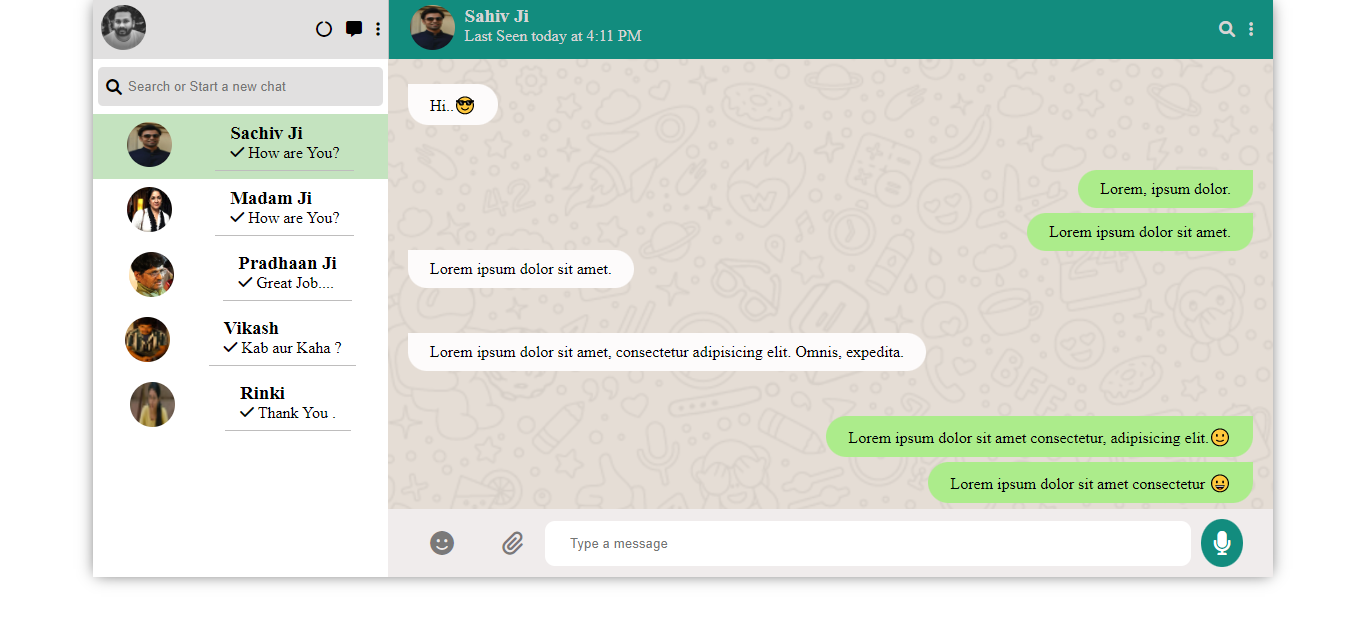 Search or Start a new chat
Sachiv Ji
How are You?
Madam Ji
How are You?
Pradhaan Ji
Great Job....
Vikash
Kab aur Kaha ?
Rinki
Thank You .
Sahiv Ji
Last Seen today at 4:11 PM
Hi..😎
Lorem, ipsum dolor.
Lorem ipsum dolor sit amet.
Lorem ipsum dolor sit amet.
Lorem ipsum dolor sit amet, consectetur adipisicing elit. Omnis, expedita.
Lorem ipsum dolor sit amet consectetur, adipisicing elit.🙂
Lorem ipsum dolor sit amet consectetur 😀
Type a message